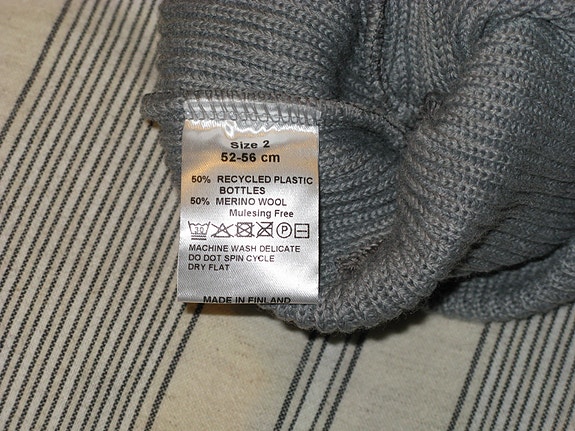 Size 2
52-56 cm
50% RECYCLED PLASTIC
BOTTLES
50% MERINO WOOL
Mulesing Free
P
MACHINE WASH DELICATE
DO DOT SPIN CYCLE
DRY FLAT
MADE IN FINLAND